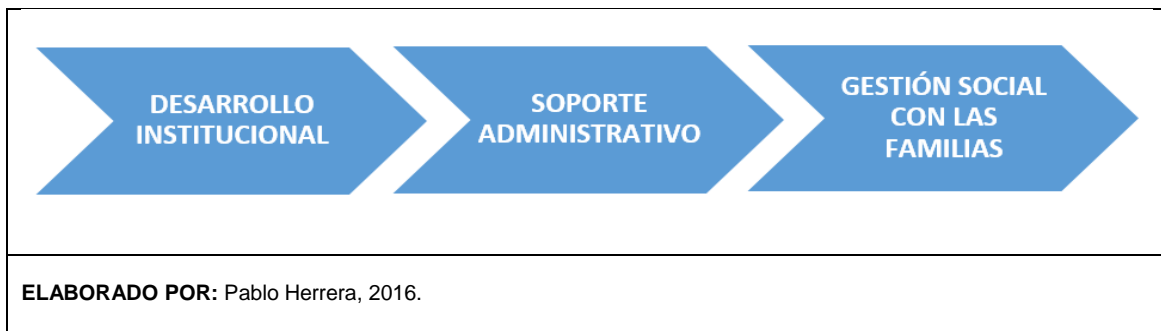 DESARROLLO
INSTITUCIONAL
SOPORTE
ADMINISTRATIVO
GESTIÓN SOCIAL
CON LAS
FAMILIAS
ELABORADO POR: Pablo Herrera, 2016.